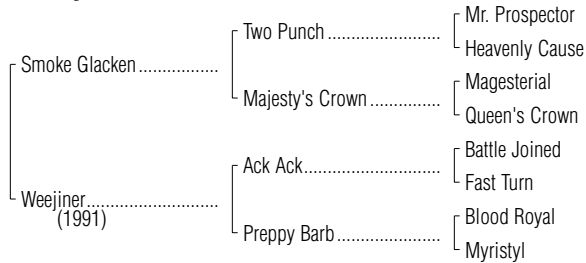 Mr. Prospector
Two Punch ......................
Heavenly Cause
Smoke Glacken ................
Magesterial
Majesty's Crown ..............
Queen's Crown
Battle Joined
Ack Ack...........................
Fast Turn
Weejiner..........................
(1991)
Blood Royal
Preppy Barb ....................
Myristyl